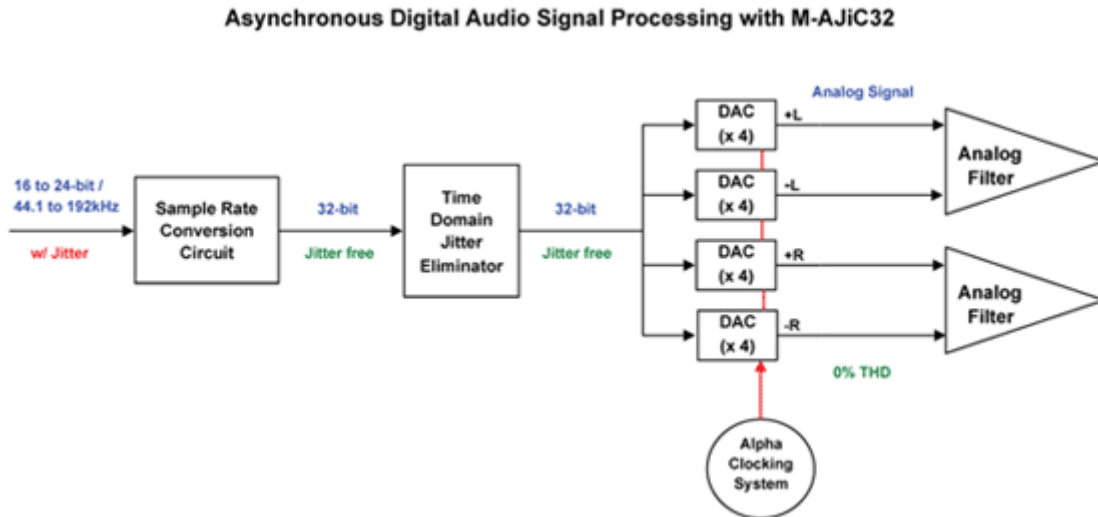 Asynchronous Digital Audio Signal Processing with M-AJiC32
16 to 24-bit /
44.1 to 192kHz
w/ Jitter
Sample Rate
Conversion
Circuit
32-bit
Jitter free
Time
Domain
Jitter
Eliminator
32-bit
Jitter free
DAC
(x 4)
+L
Analog Signal
DAC
(x 4)
-L
Analog
Filter
DAC
(x 4)
+R
DAC
(x 4)
-R
Analog
Filter
0% THD
Alpha
Clocking
System